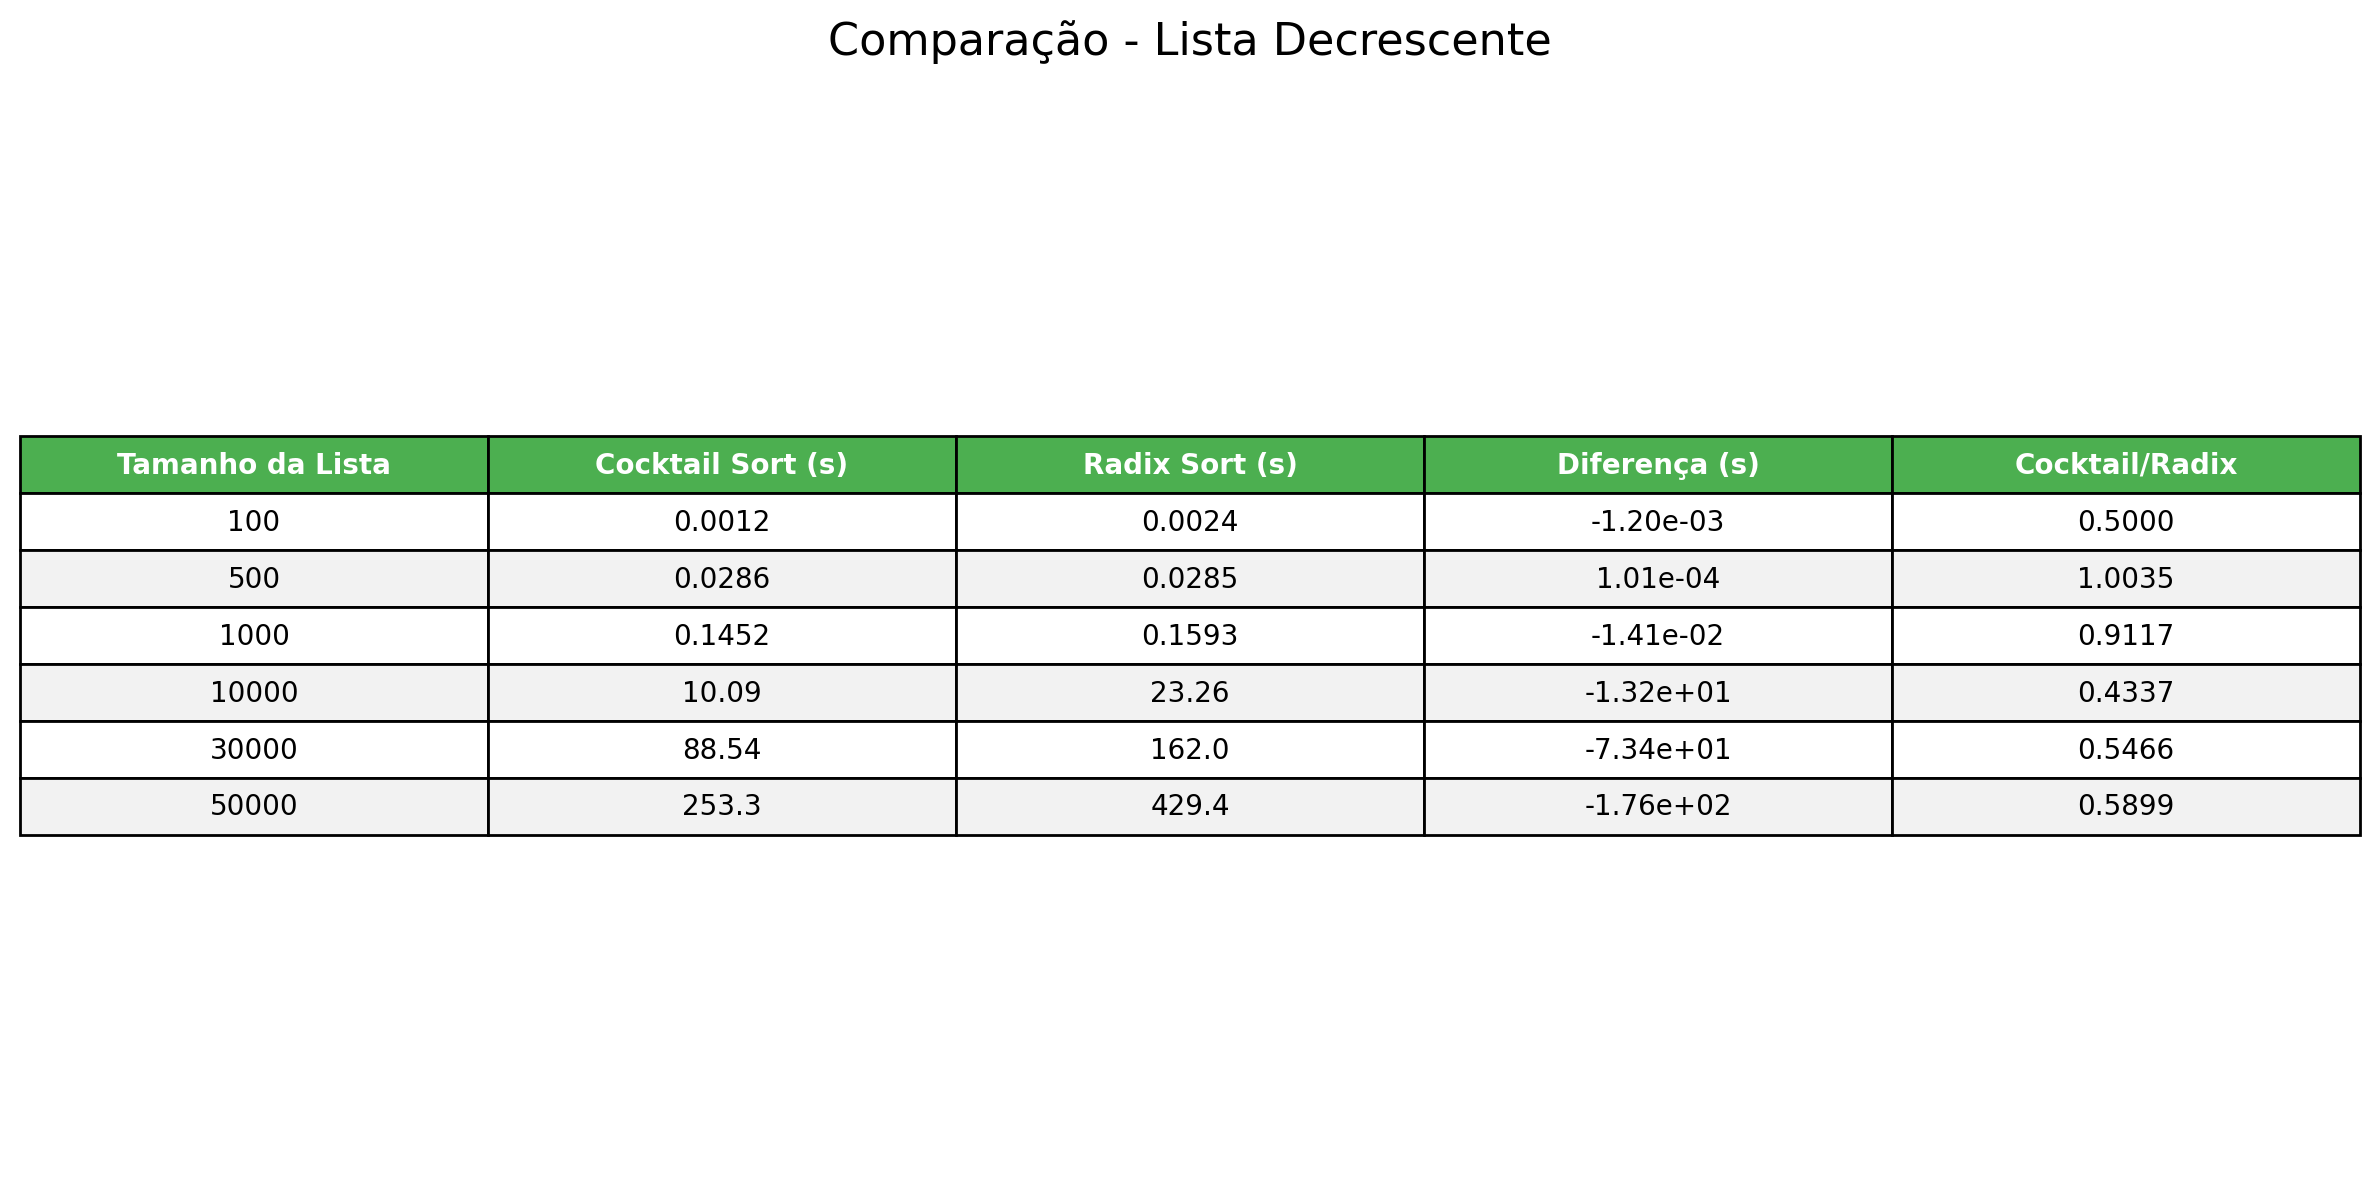 Comparação - Lista Decrescente
Tamanho da Lista Cocktail Sort (s) Radix Sort (s) Diferença (s) Cocktail/Radix
100 0.0012 0.0024 -1.20e-03 0.5000
500 0.0286 0.0285 1.01e-04 1.0035
1000 0.1452 0.1593 -1.41e-02 0.9117
10000 10.09 23.26 -1.32e+01 0.4337
30000 88.54 162.0 -7.34e+01 0.5466
50000 253.3 429.4 -1.76e+02 0.5899